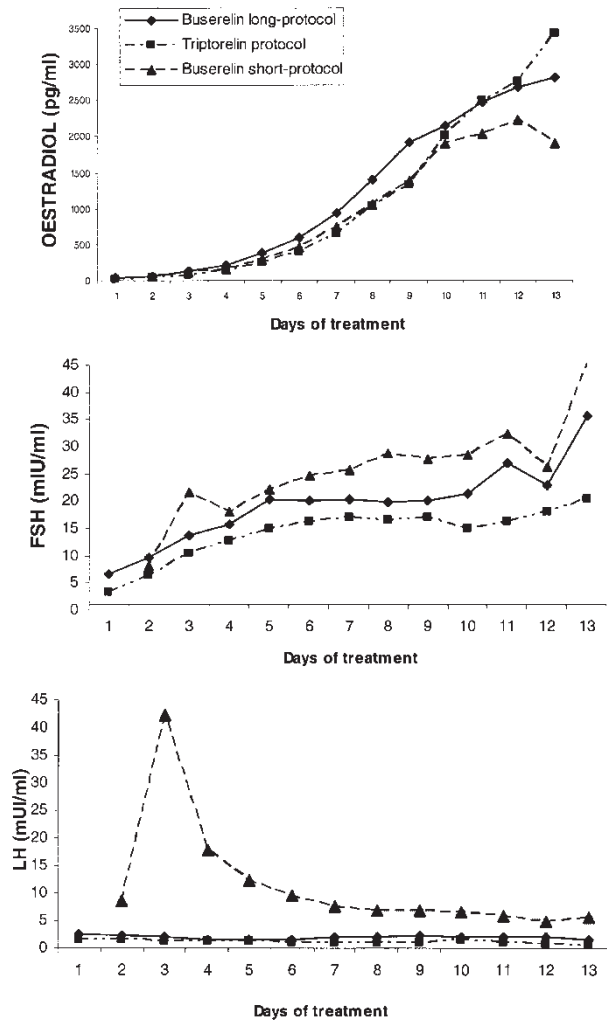 Buserelin long-protocol
Triptorelin protocol
Buserelin short-protocol
OESTRADIOL (pg/ml)
3500
3000
2500
2000
1500
1000
500
0
1 2 3 4 5 6 7 8 9 10 11 12 13
Days of treatment
FSH (mIU/ml)
45
40
35
30
25
20
15
10
5
0
1 2 3 4 5 6 7 8 9 10 11 12 13
Days of treatment
LH (mUI/ml)
45
40
35
30
25
20
15
10
5
0
1 2 3 4 5 6 7 8 9 10 11 12 13
Days of treatment